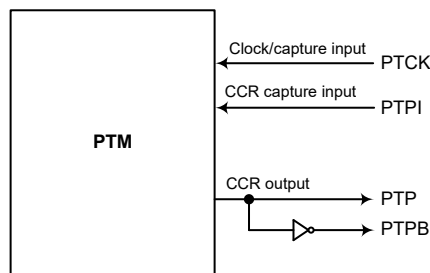 Clock/capture input
PTCK
CCR capture input
PTPI
PTM
CCR output
PTP
PTPB